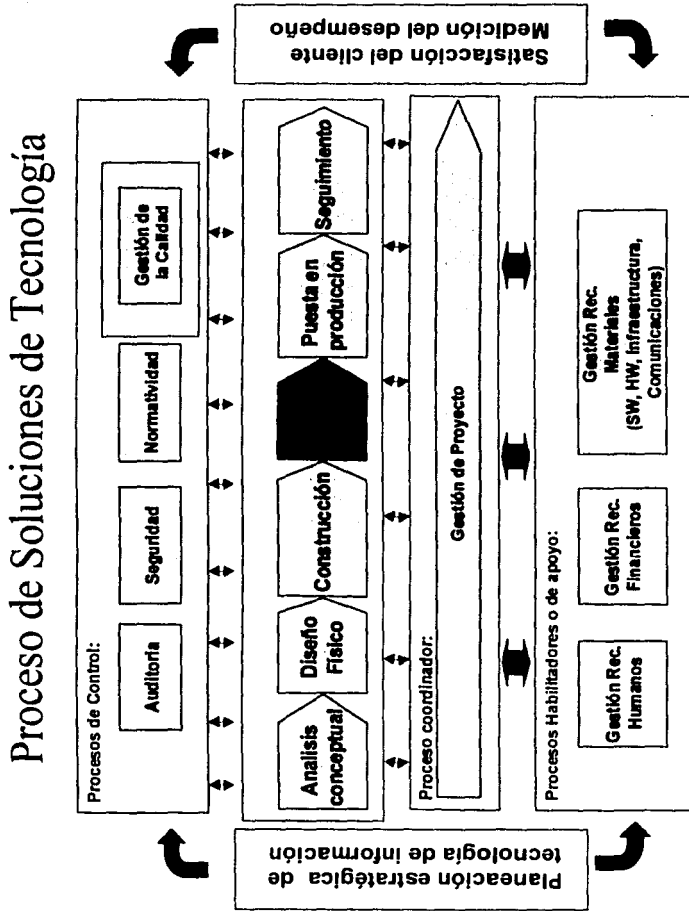 Proceso de Soluciones de Tecnología
Planeación estratégica de
tecnología de información
Procesos de Control:
Auditoría
Seguridad
Normatividad
Gestión de
la Calidad
Analisis
conceptual
Diseño
Físico
Construcción
Puesta en
producción
Seguimiento
Proceso coordinador:
Gestión de Proyecto
Procesos Habilitadores o de apoyo:
Gestión Rec.
Humanos
Gestión Rec.
Financieros
Gestión Rec.
Materiales
(SW, HW, Infraestructura,
Comunicaciones)
Satisfacción del cliente
Medición del desempeño